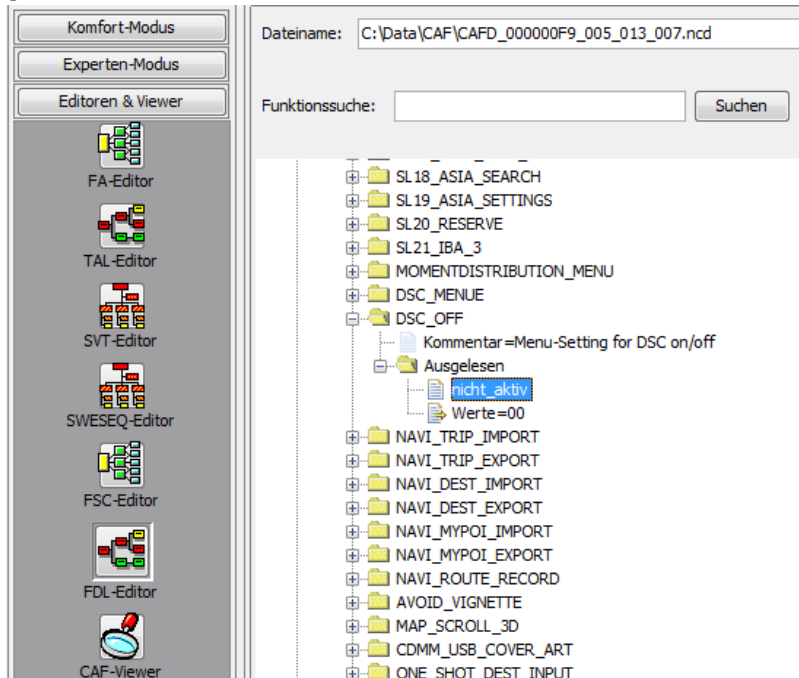 Komfort-Modus
Experten-Modus
Editoren & Viewer
FA-Editor
TAL-Editor
SVT-Editor
SWESEQ-Editor
FSC-Editor
FDL-Editor
CAF-Viewer
Dateiname: C:\Data\CAF\CAFD_000000F9_005_013_007.ncd
Funktionssuche: Suchen
SL18_ASIA_SEARCH
SL19_ASIA_SETTINGS
SL20_RESERVE
SL21_IBA_3
MOMENTDISTRIBUTION_MENU
DSC_MENUE
DSC_OFF
Kommentar=Menu-Setting for DSC on/off
Ausgelesen
nicht_aktiv
Werte=00
NAVI_TRIP_IMPORT
NAVI_TRIP_EXPORT
NAVI_DEST_IMPORT
NAVI_DEST_EXPORT
NAVI_MYPOI_IMPORT
NAVI_MYPOI_EXPORT
NAVI_ROUTE_RECORD
AVOID_VIGNETTE
MAP_SCROLL_3D
CDMM_USB_COVER_ART
ONE_SHOT_DEST_INPUT